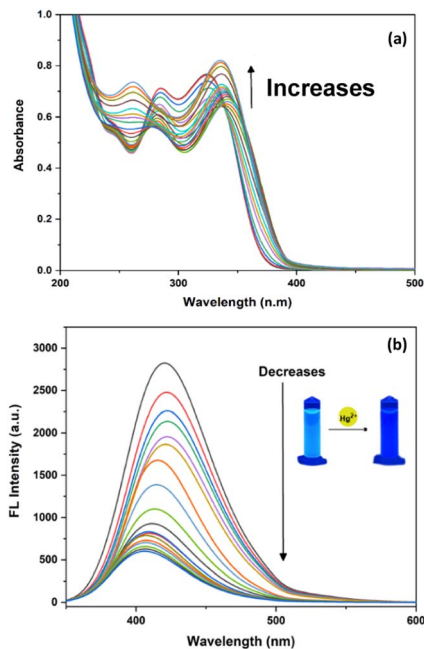 (a)
Increases
Absorbance
1.0
0.8
0.6
0.4
0.2
0.0
200
300
400
500
Wavelength (n.m)
(b)
Decreases
Hg²⁺
FL Intensity (a.u.)
3000
2500
2000
1500
1000
500
0
400
500
600
Wavelength (nm)